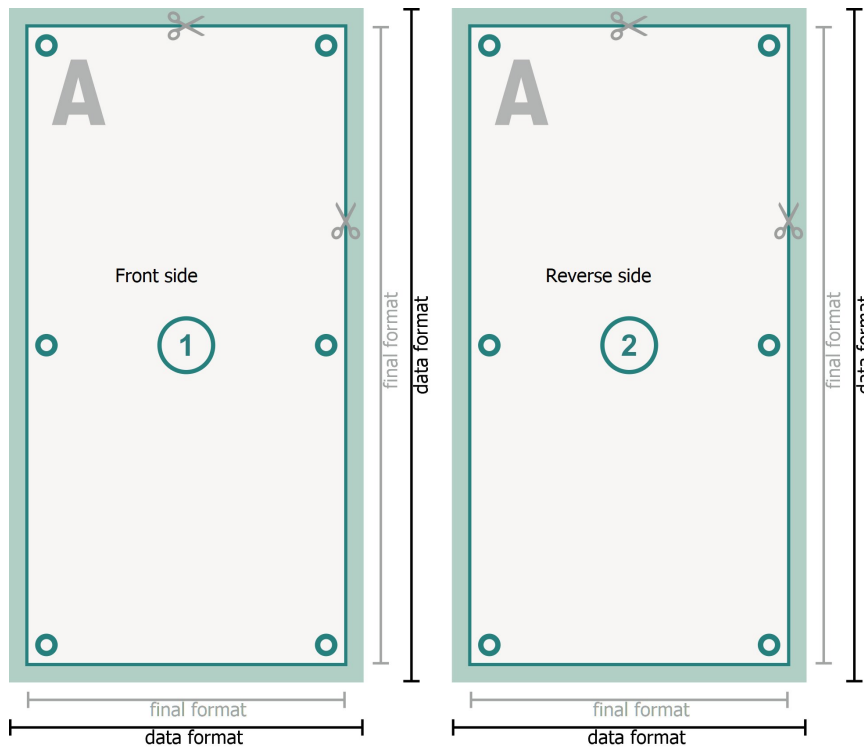 A
Front side
1
final format
data format
final format
data format
A
Reverse side
2
final format
data format
final format
data format